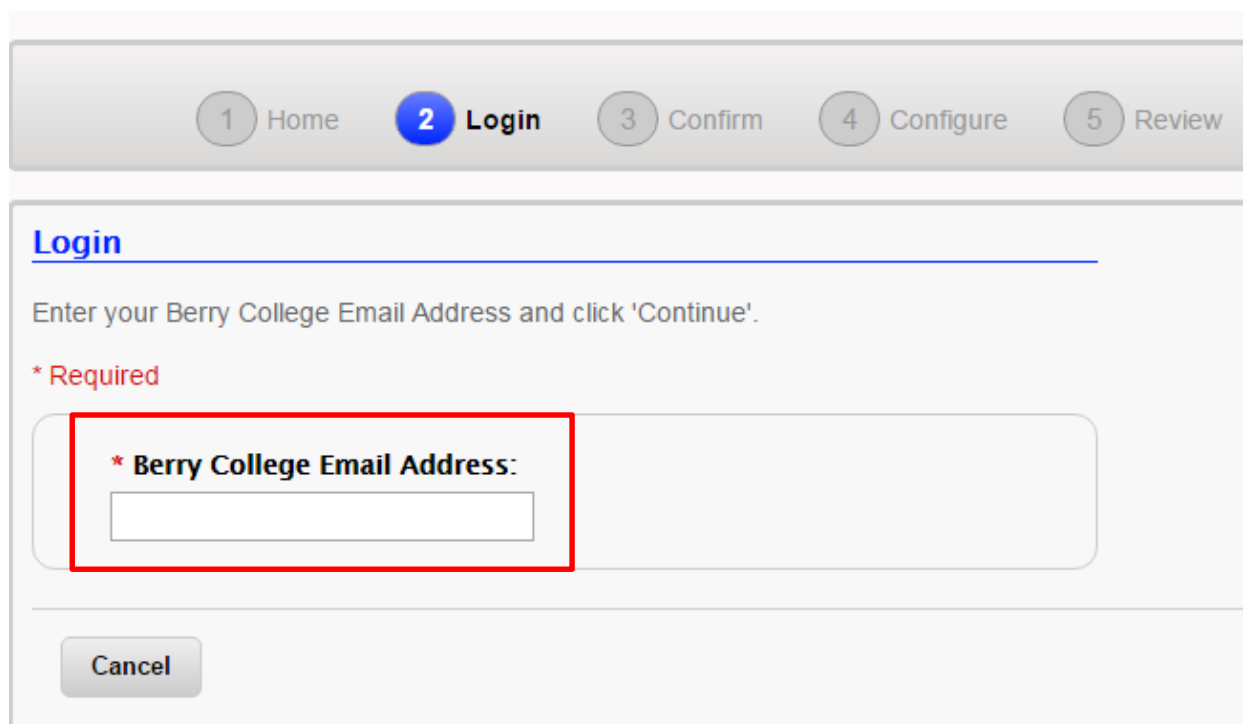 1 Home 2 Login 3 Confirm 4 Configure 5 Review
Login
Enter your Berry College Email Address and click 'Continue'.
* Required
* Berry College Email Address:
Cancel